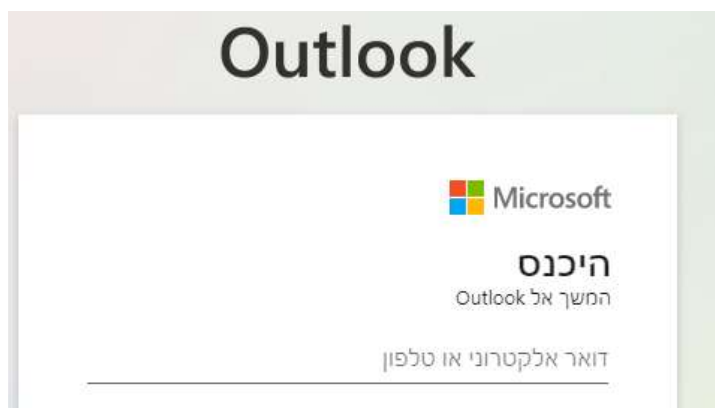 Outlook
Microsoft
היכנס
המשך אל Outlook
דואר אלקטרוני או טלפון